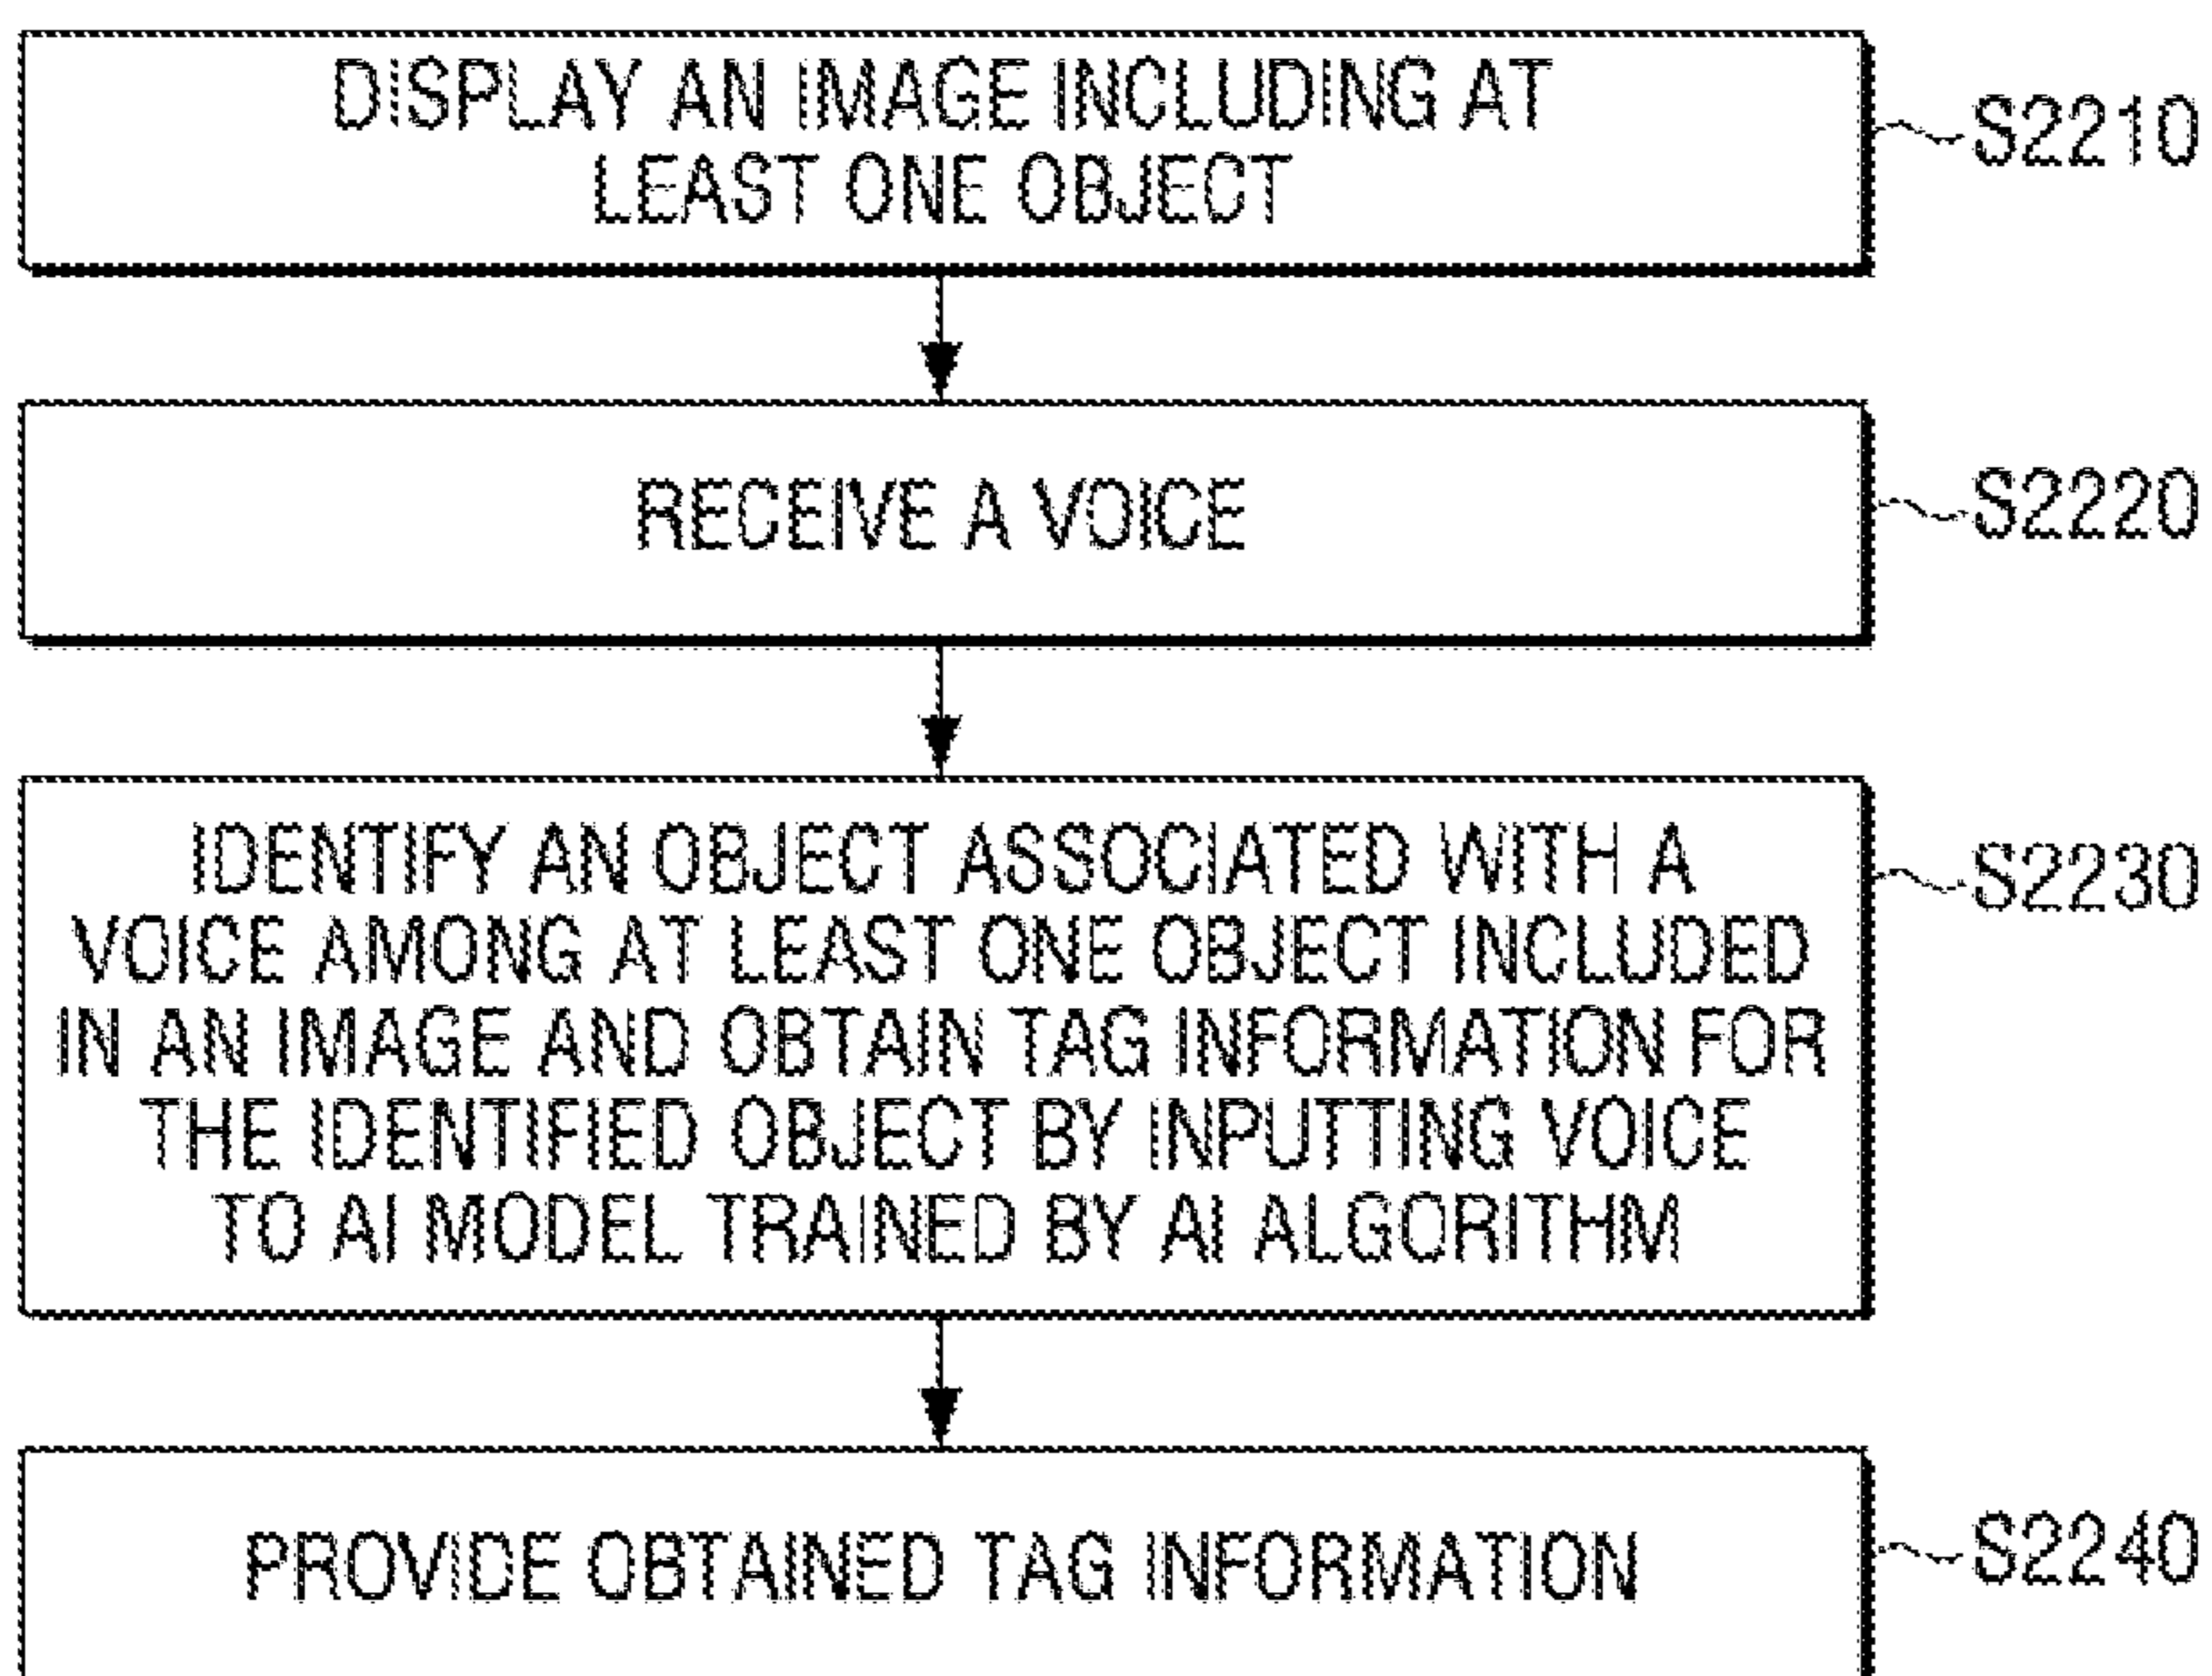 DISPLAY AN IMAGE INCLUDING AT
LEAST ONE OBJECT
S2210
RECEIVE A VOICE
S2220
IDENTIFY AN OBJECT ASSOCIATED WITH A
VOICE AMONG AT LEAST ONE OBJECT INCLUDED
IN AN IMAGE AND OBTAIN TAG INFORMATION FOR
THE IDENTIFIED OBJECT BY INPUTTING VOICE
TO AI MODEL TRAINED BY AI ALGORITHM
S2230
PROVIDE OBTAINED TAG INFORMATION
S2240